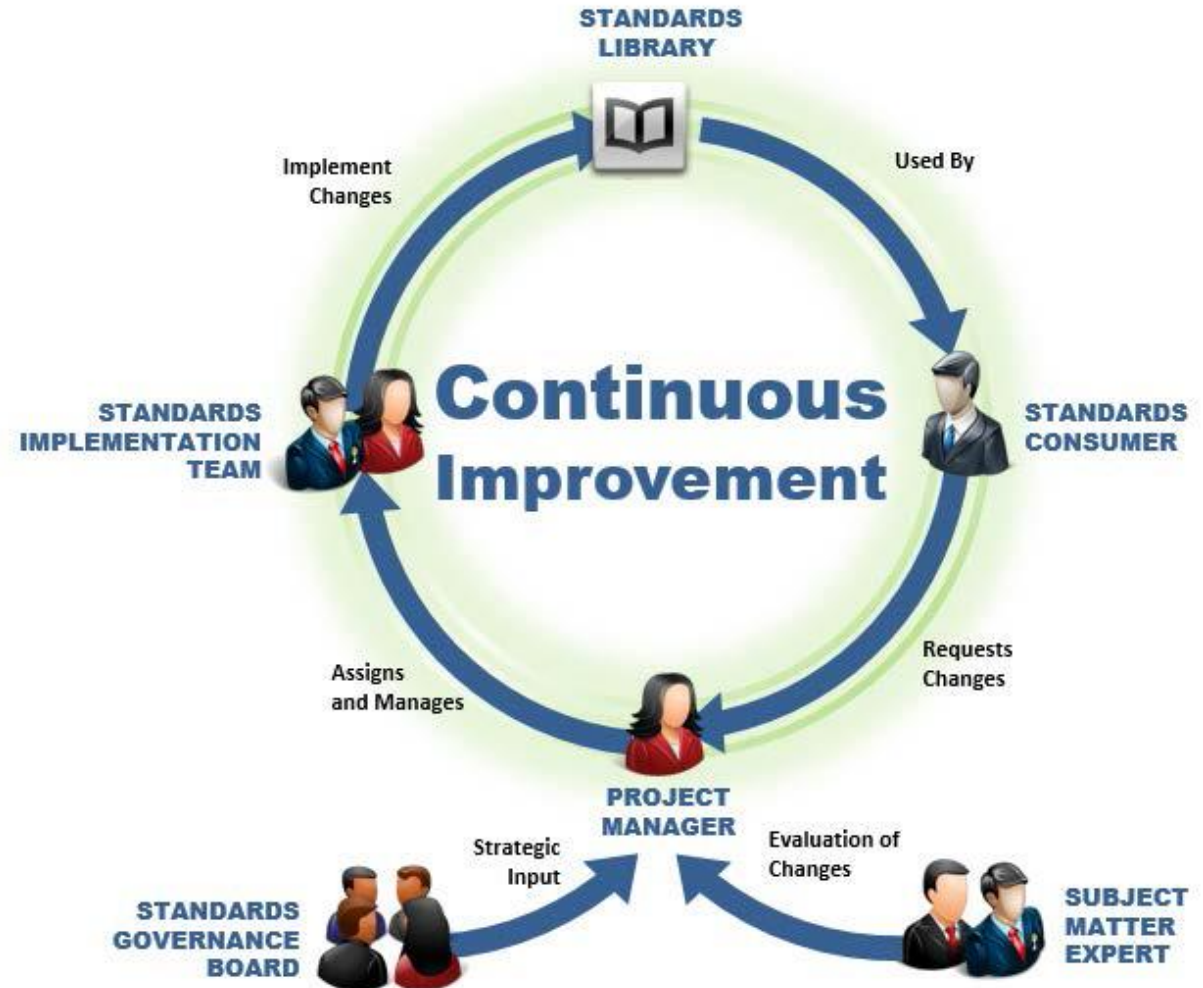 STANDARDS
LIBRARY
Used By
Implement
Changes
Continuous
Improvement
STANDARDS
CONSUMER
STANDARDS
IMPLEMENTATION
TEAM
Requests
Changes
Assigns
and Manages
PROJECT
MANAGER
Strategic
Input
Evaluation of
Changes
STANDARDS
GOVERNANCE
BOARD
SUBJECT
MATTER
EXPERT